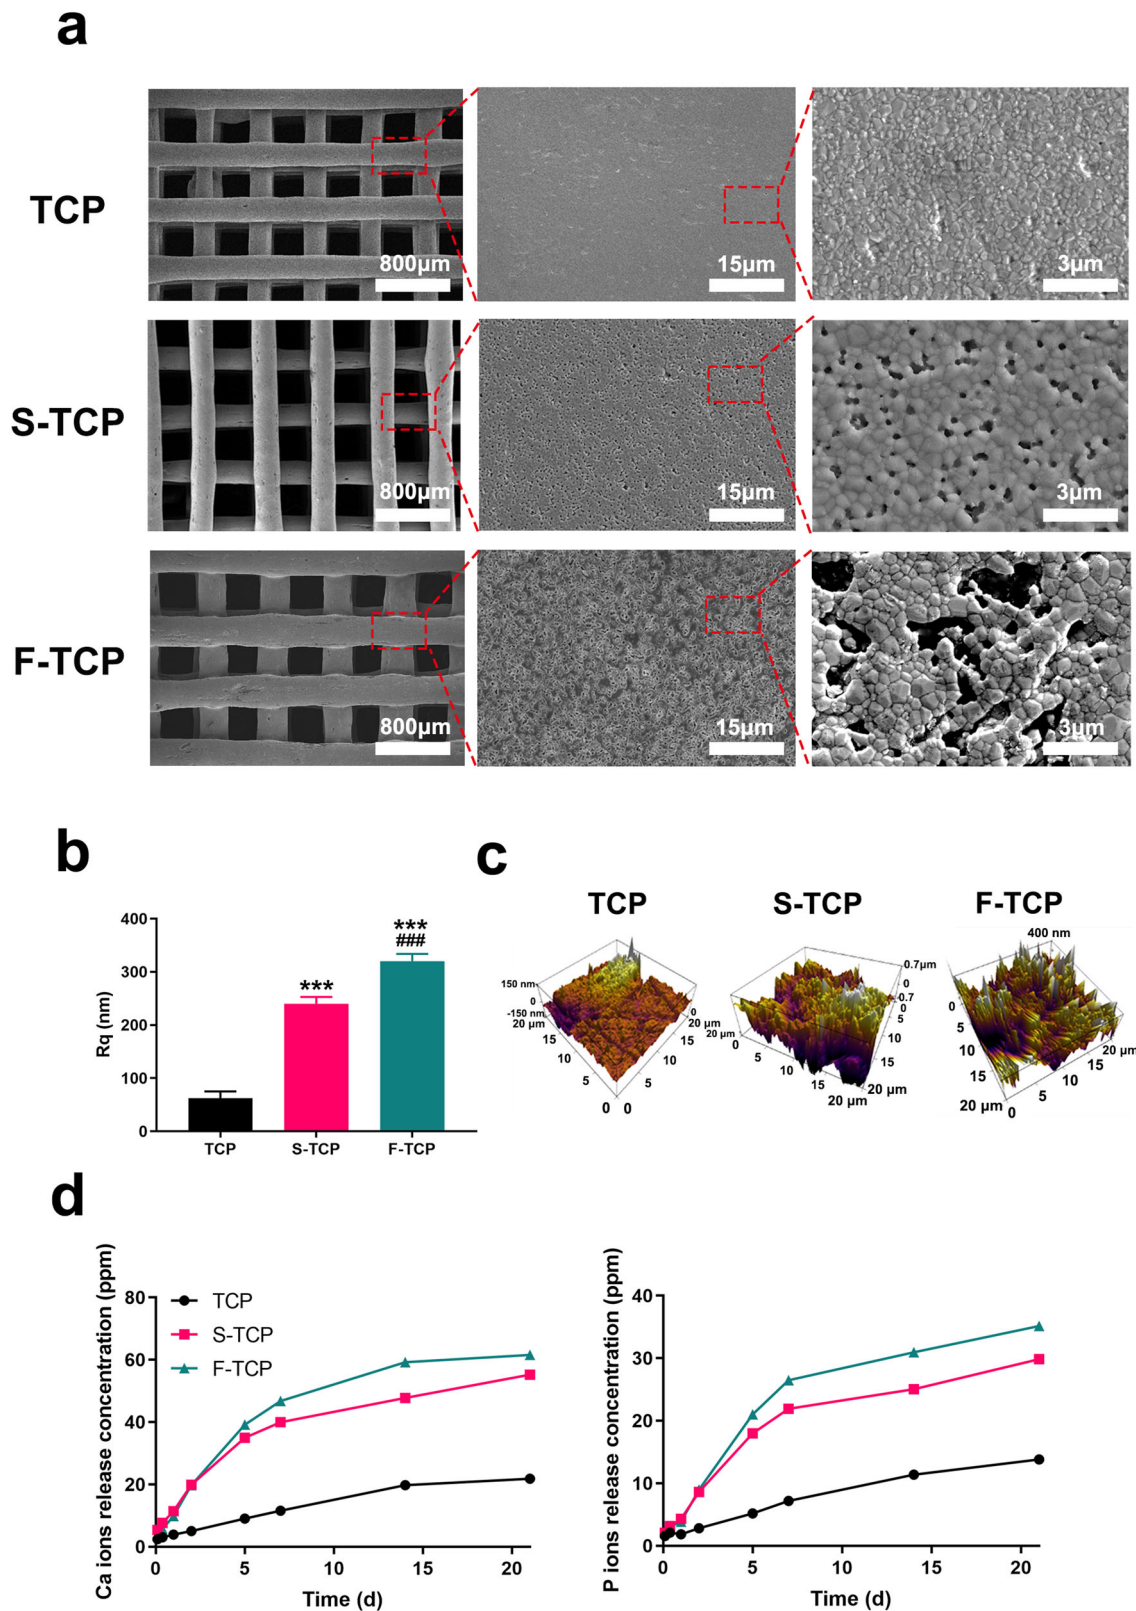 a
TCP
800μm
15μm
3μm
S-TCP
800μm
15μm
3μm
F-TCP
800μm
15μm
3μm
b
Rq (nm)
400
300
200
100
0
***
***
###
TCP
S-TCP
F-TCP
c
TCP
S-TCP
F-TCP
150 nm
0
-150 nm
20 μm
15
10
5
0
0
5
10
15
20 μm
0.7μm
0
-0.7
20 μm
0
5
10
15
20 μm
5
10
15
400 nm
0
5
10
15
20 μm
0
5
10
15
20 μm
d
Ca ions release concentration (ppm)
80
60
40
20
0
TCP
S-TCP
F-TCP
0
5
10
15
20
Time (d)
P ions release concentration (ppm)
40
30
20
10
0
0
5
10
15
20
Time (d)